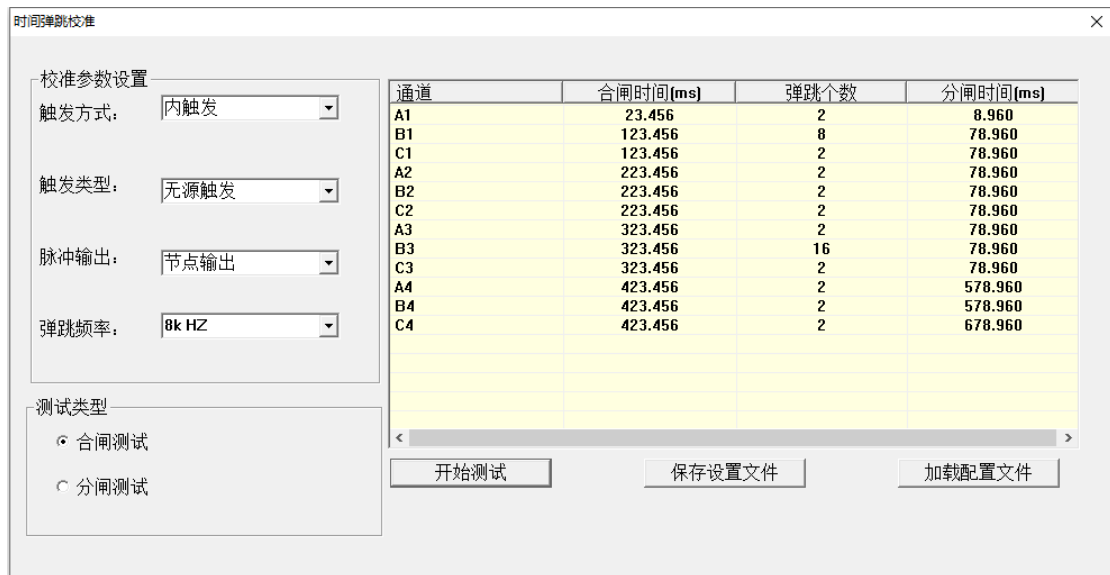 时间弹跳校准
校准参数设置
触发方式： 内触发
触发类型： 无源触发
脉冲输出： 节点输出
弹跳频率： 8k HZ
测试类型
合闸测试
分闸测试
通道 合闸时间(ms) 弹跳个数 分闸时间(ms)
A1 23.456 2 8.960
B1 123.456 8 78.960
C1 123.456 2 78.960
A2 223.456 2 78.960
B2 223.456 2 78.960
C2 223.456 2 78.960
A3 323.456 2 78.960
B3 323.456 16 78.960
C3 323.456 2 78.960
A4 423.456 2 578.960
B4 423.456 2 578.960
C4 423.456 2 678.960
开始测试 保存设置文件 加载配置文件